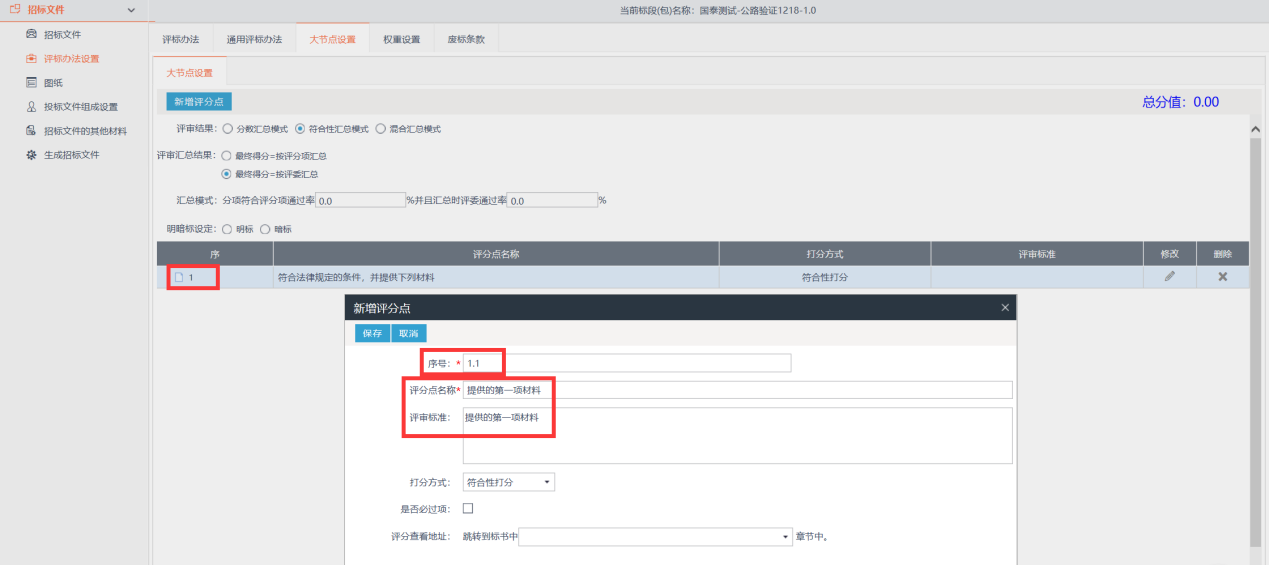 招标文件
当前标段(包)名称：国泰测试-公路验证1218-1.0
招标文件
评标办法设置
图纸
投标文件组成设置
招标文件的其他材料
生成招标文件
评标办法 通用评标办法 大节点设置 权重设置 废标条款
大节点设置
新增评分点 总分值：0.00
评审结果： 分数汇总模式 符合性汇总模式 混合汇总模式
评审汇总结果： 最终得分=按评分项汇总
最终得分=按评委汇总
汇总模式： 分项符合评分项通过率 0.0 %并且汇总时评委通过率 0.0 %
明暗标设定： 明标 暗标
序 评分点名称 打分方式 评审标准 修改 删除
1 符合法律规定的条件，并提供下列材料 符合性打分
新增评分点
保存 取消
序号：* 1.1
评分点名称* 提供的第一项材料
评审标准： 提供的第一项材料
打分方式： 符合性打分
是否必过项：
评分查看地址： 跳转到标书中 章节中。